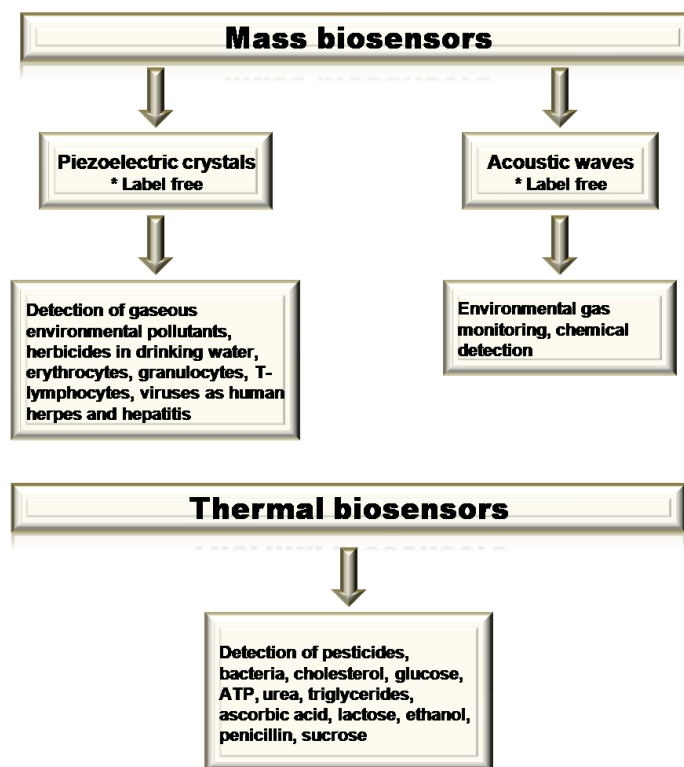 Mass biosensors
Piezoelectric crystals
* Label free
Acoustic waves
* Label free
Detection of gaseous
environmental pollutants,
herbicides in drinking water,
erythrocytes, granulocytes, T-
lymphocytes, viruses as human
herpes and hepatitis
Environmental gas
monitoring, chemical
detection
Thermal biosensors
Detection of pesticides,
bacteria, cholesterol, glucose,
ATP, urea, triglycerides,
ascorbic acid, lactose, ethanol,
penicillin, sucrose